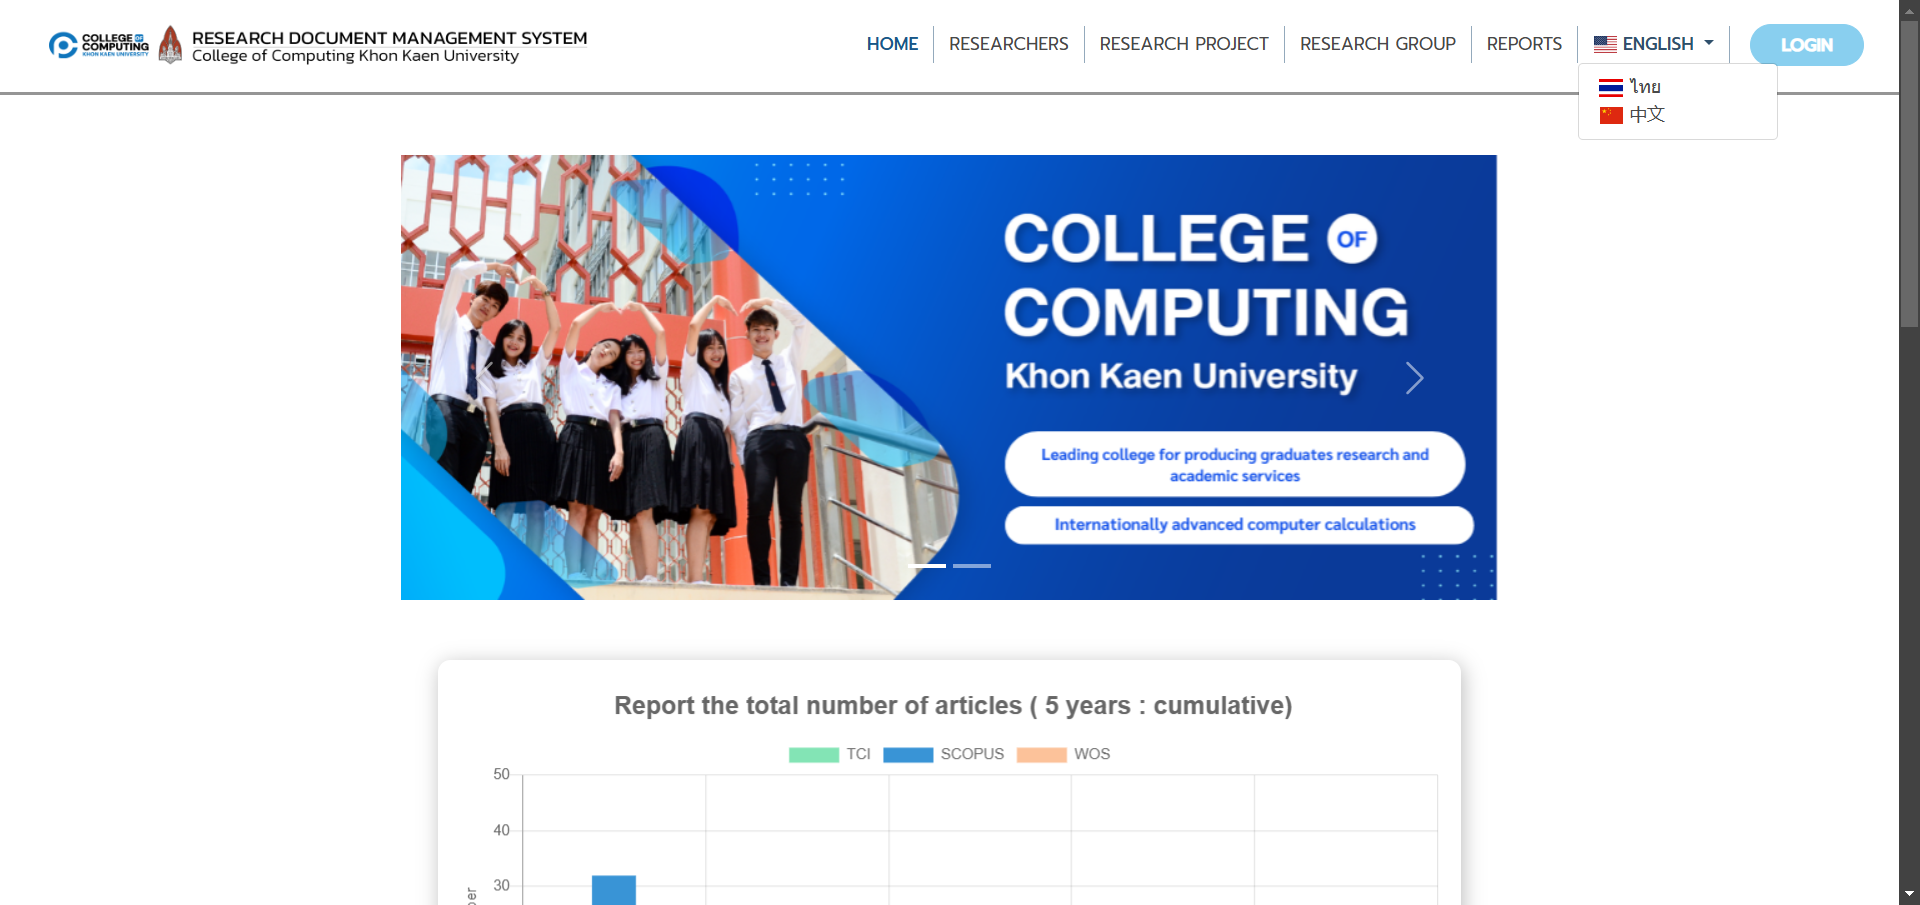 COLLEGE OF
COMPUTING
KHON KAEN UNIVERSITY
RESEARCH DOCUMENT MANAGEMENT SYSTEM
College of Computing Khon Kaen University
HOME
RESEARCHERS
RESEARCH PROJECT
RESEARCH GROUP
REPORTS
ENGLISH
LOGIN
ไทย
中文
COLLEGE OF
COMPUTING
Khon Kaen University
Leading college for producing graduates research and
academic services
Internationally advanced computer calculations
Report the total number of articles ( 5 years : cumulative)
TCI SCOPUS WOS
50
40
30